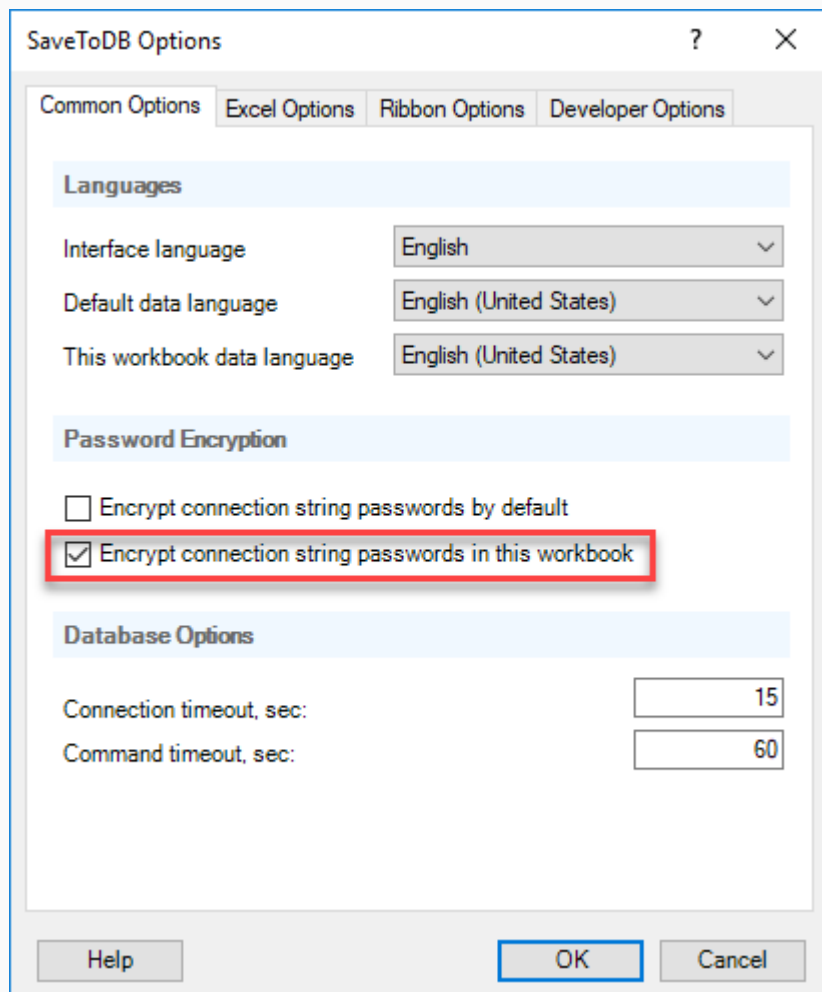 SaveToDB Options ?
Common Options Excel Options Ribbon Options Developer Options
Languages
Interface language English
Default data language English (United States)
This workbook data language English (United States)
Password Encryption
Encrypt connection string passwords by default
Encrypt connection string passwords in this workbook
Database Options
Connection timeout, sec: 15
Command timeout, sec: 60
Help OK Cancel